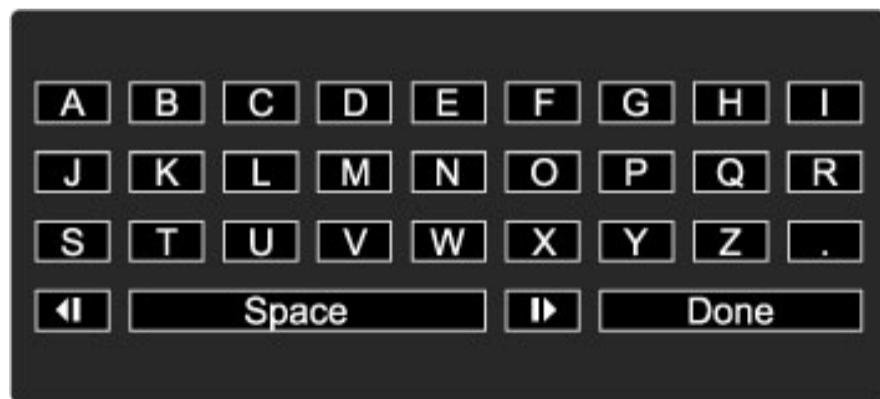 A B C D E F G H I
J K L M N O P Q R
S T U V W X Y Z .
Space Done